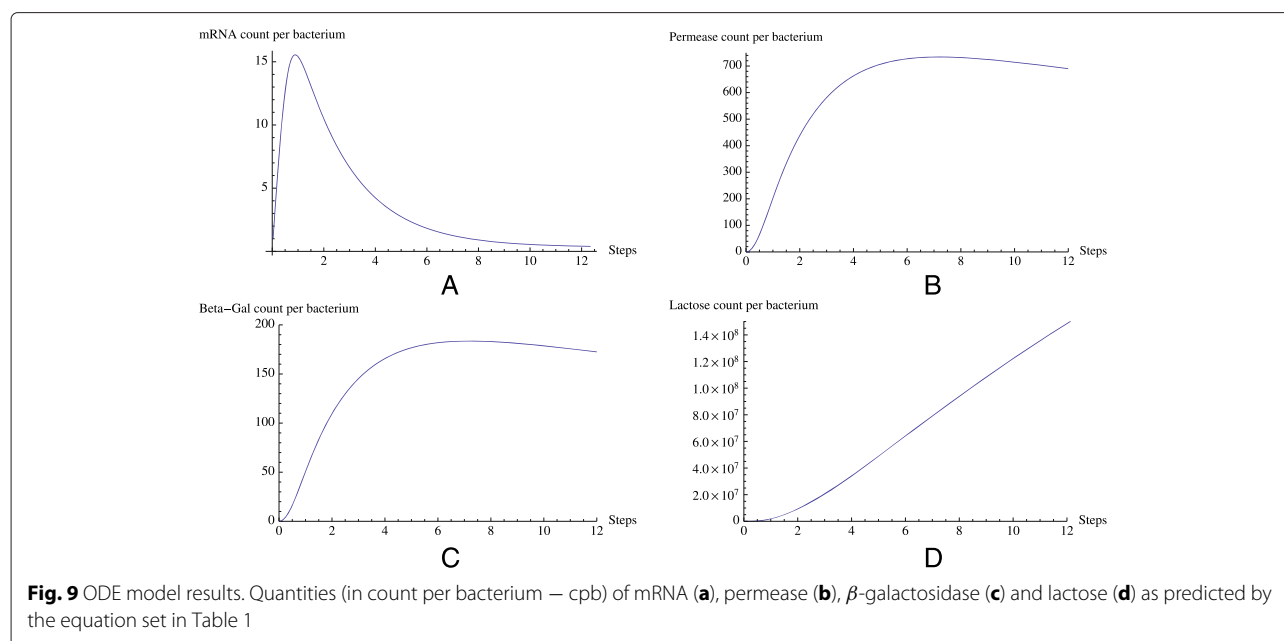 mRNA count per bacterium
15
10
5
2 4 6 8 10 12
Steps
A
Permease count per bacterium
700
600
500
400
300
200
100
0
0 2 4 6 8 10 12
Steps
B
Beta−Gal count per bacterium
200
150
100
50
0
0 2 4 6 8 10 12
Steps
C
Lactose count per bacterium
1.4 × 10⁸
1.2 × 10⁸
1.0 × 10⁸
8.0 × 10⁷
6.0 × 10⁷
4.0 × 10⁷
2.0 × 10⁷
0
0 2 4 6 8 10 12
Steps
D
Fig. 9 ODE model results. Quantities (in count per bacterium — cpb) of mRNA (a), permease (b), β-galactosidase (c) and lactose (d) as predicted by
the equation set in Table 1